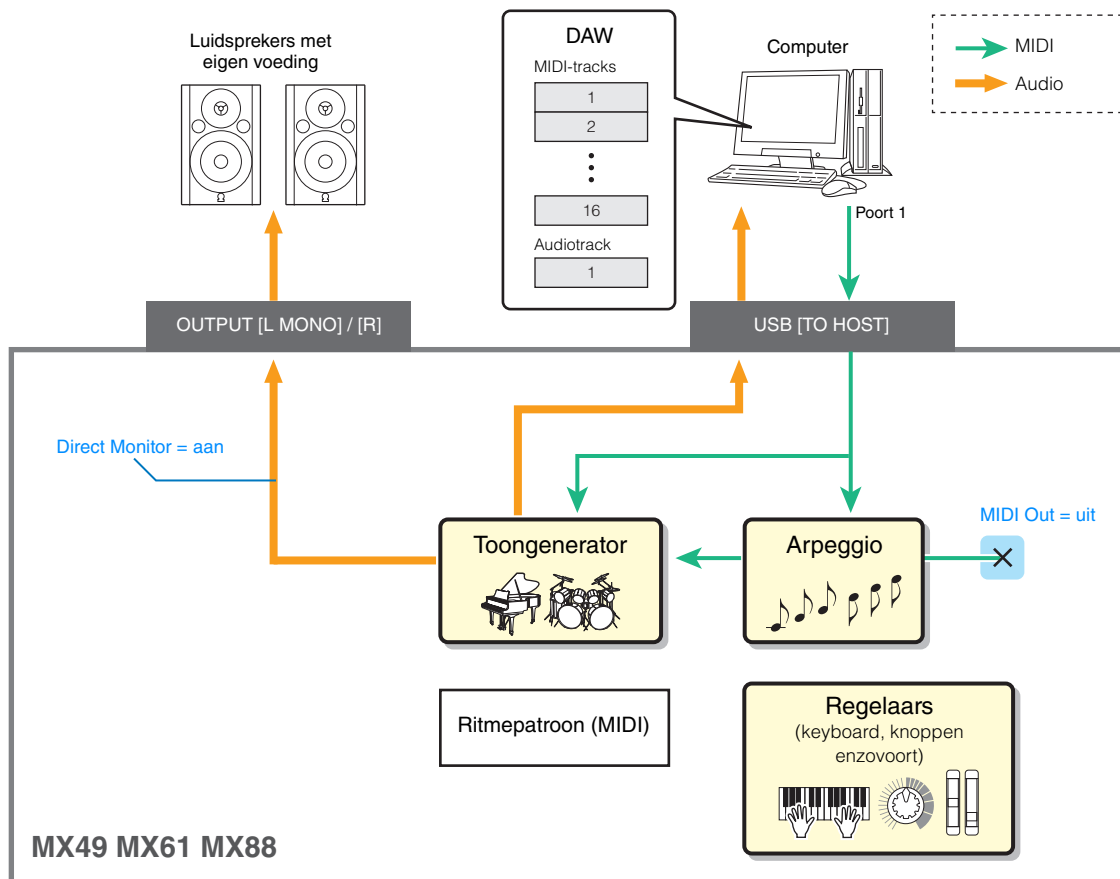 Luidsprekers met
eigen voeding
DAW
MIDI-tracks
1
2
16
Audiotrack
1
Computer
MIDI
Audio
Poort 1
OUTPUT [L MONO] / [R]
USB [TO HOST]
Direct Monitor = aan
MIDI Out = uit
Toongenerator
Arpeggio
Ritmepatroon (MIDI)
Regelaars
(keyboard, knoppen
enzovoort)
MX49 MX61 MX88